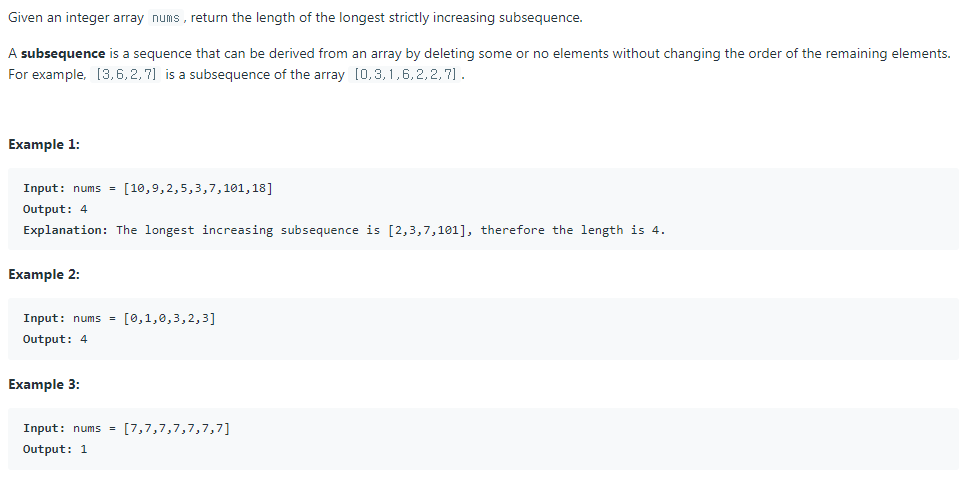 Given an integer array nums, return the length of the longest strictly increasing subsequence.
A subsequence is a sequence that can be derived from an array by deleting some or no elements without changing the order of the remaining elements.
For example, [3,6,2,7] is a subsequence of the array [0,3,1,6,2,2,7].
Example 1:
Input: nums = [10,9,2,5,3,7,101,18]
Output: 4
Explanation: The longest increasing subsequence is [2,3,7,101], therefore the length is 4.
Example 2:
Input: nums = [0,1,0,3,2,3]
Output: 4
Example 3:
Input: nums = [7,7,7,7,7,7,7]
Output: 1